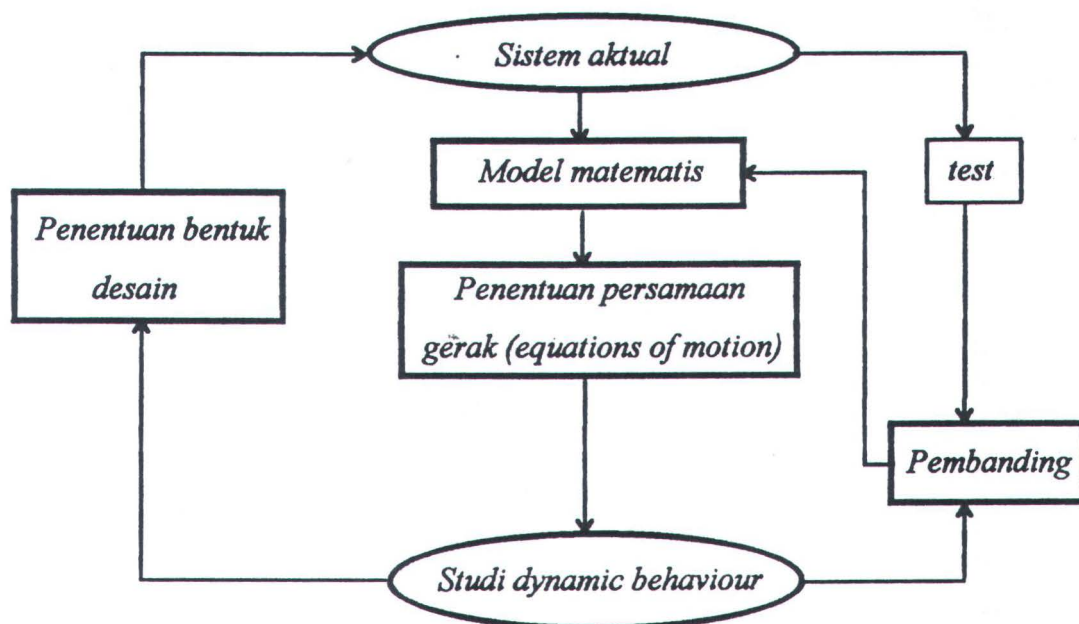 Sistem aktual
Model matematis
test
Penentuan bentuk
desain
Penentuan persamaan
gerak (equations of motion)
Pembanding
Studi dynamic behaviour